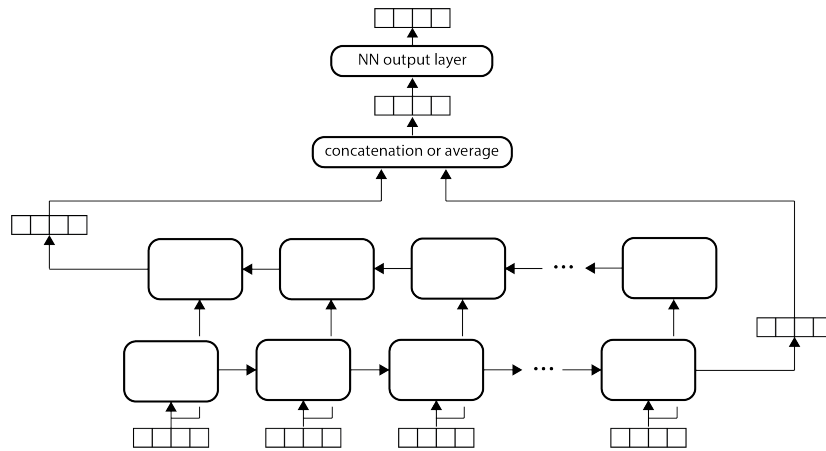 NN output layer
concatenation or average
...
...